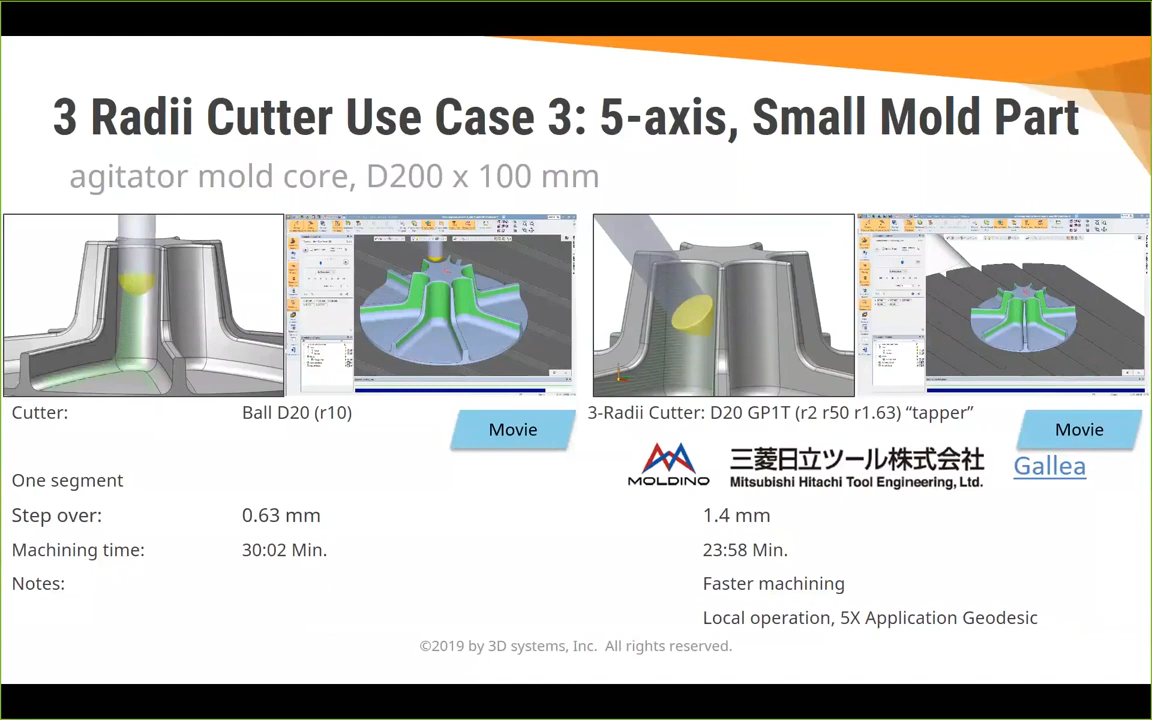 3 Radii Cutter Use Case 3: 5-axis, Small Mold Part
agitator mold core, D200 x 100 mm
Cutter:
Ball D20 (r10)
Movie
3-Radii Cutter: D20 GP1T (r2 r50 r1.63) “tapper”
Movie
MOLDINO
三菱日立ツール株式会社
Mitsubishi Hitachi Tool Engineering, Ltd.
Gallea
One segment
Step over:
0.63 mm
1.4 mm
Machining time:
30:02 Min.
23:58 Min.
Notes:
Faster machining
Local operation, 5X Application Geodesic
©2019 by 3D systems, Inc. All rights reserved.